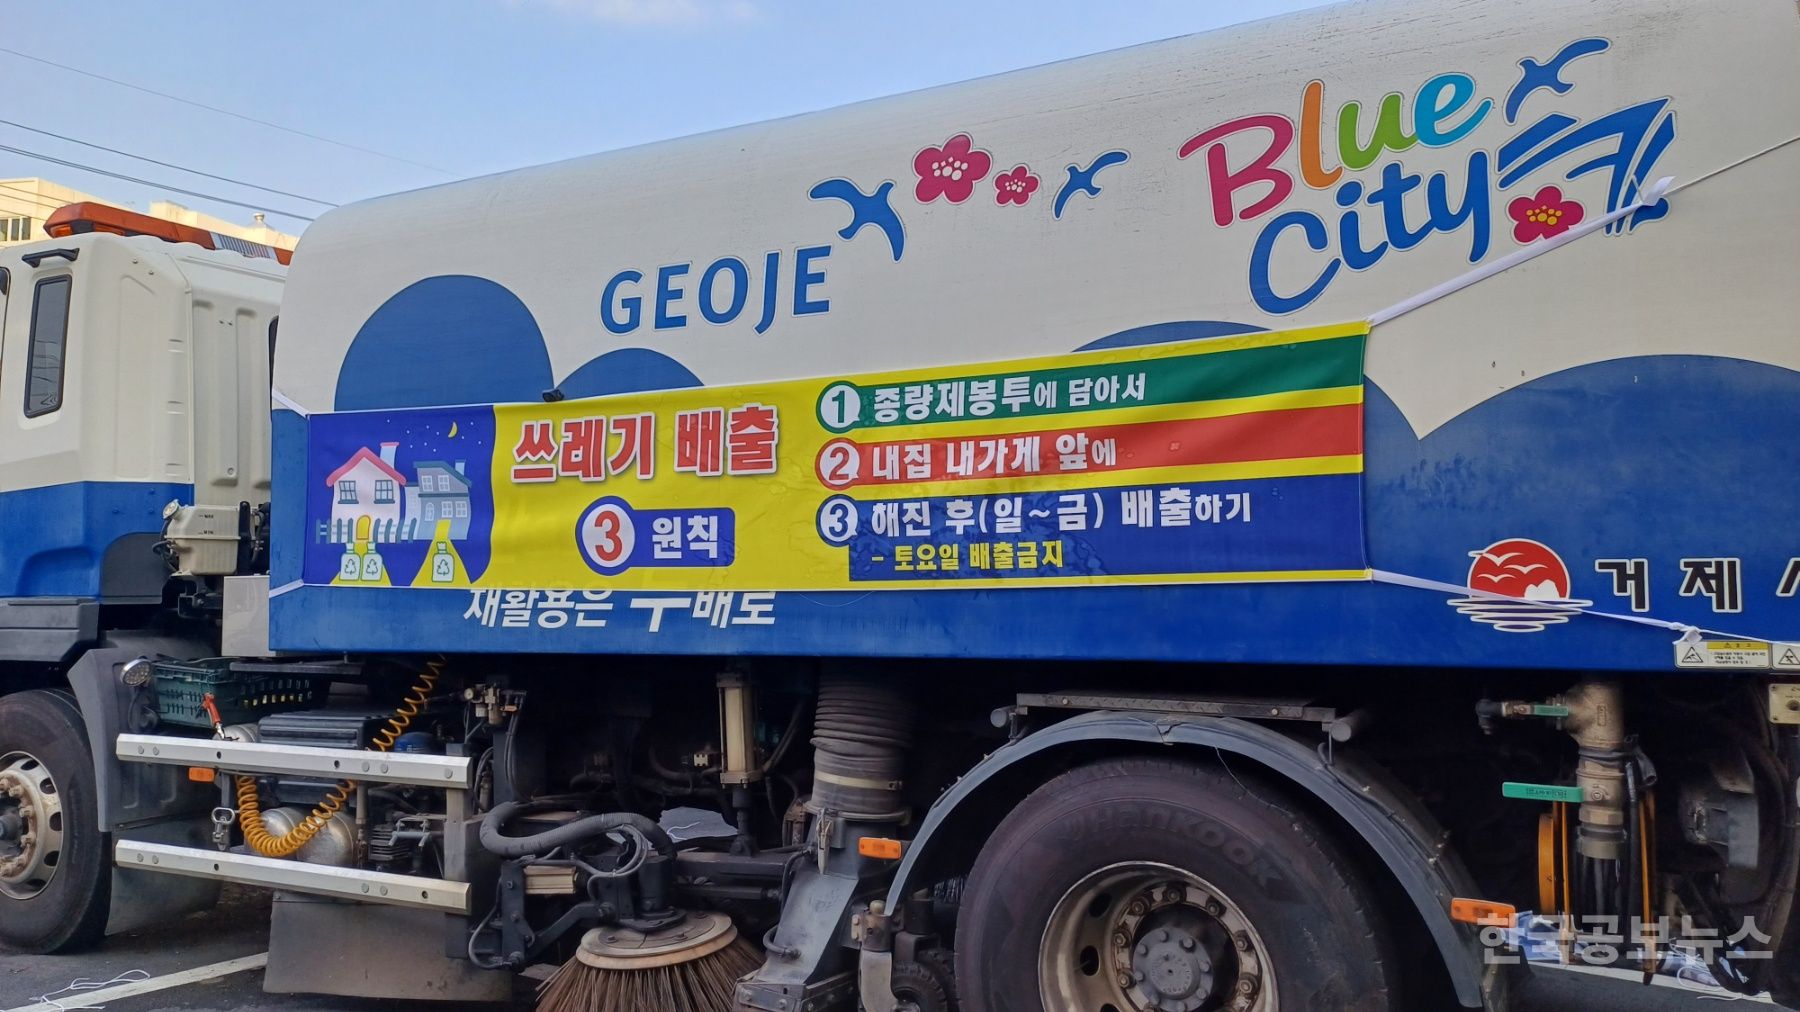 GEOJE
Blue
City
쓰레기 배출
3 원칙
1 종량제봉투에 담아서
2 내집 내가게 앞에
3 해진 후(일~금) 배출하기
- 토요일 배출금지
재활용은
거제
HANKOOK
한국공보뉴스